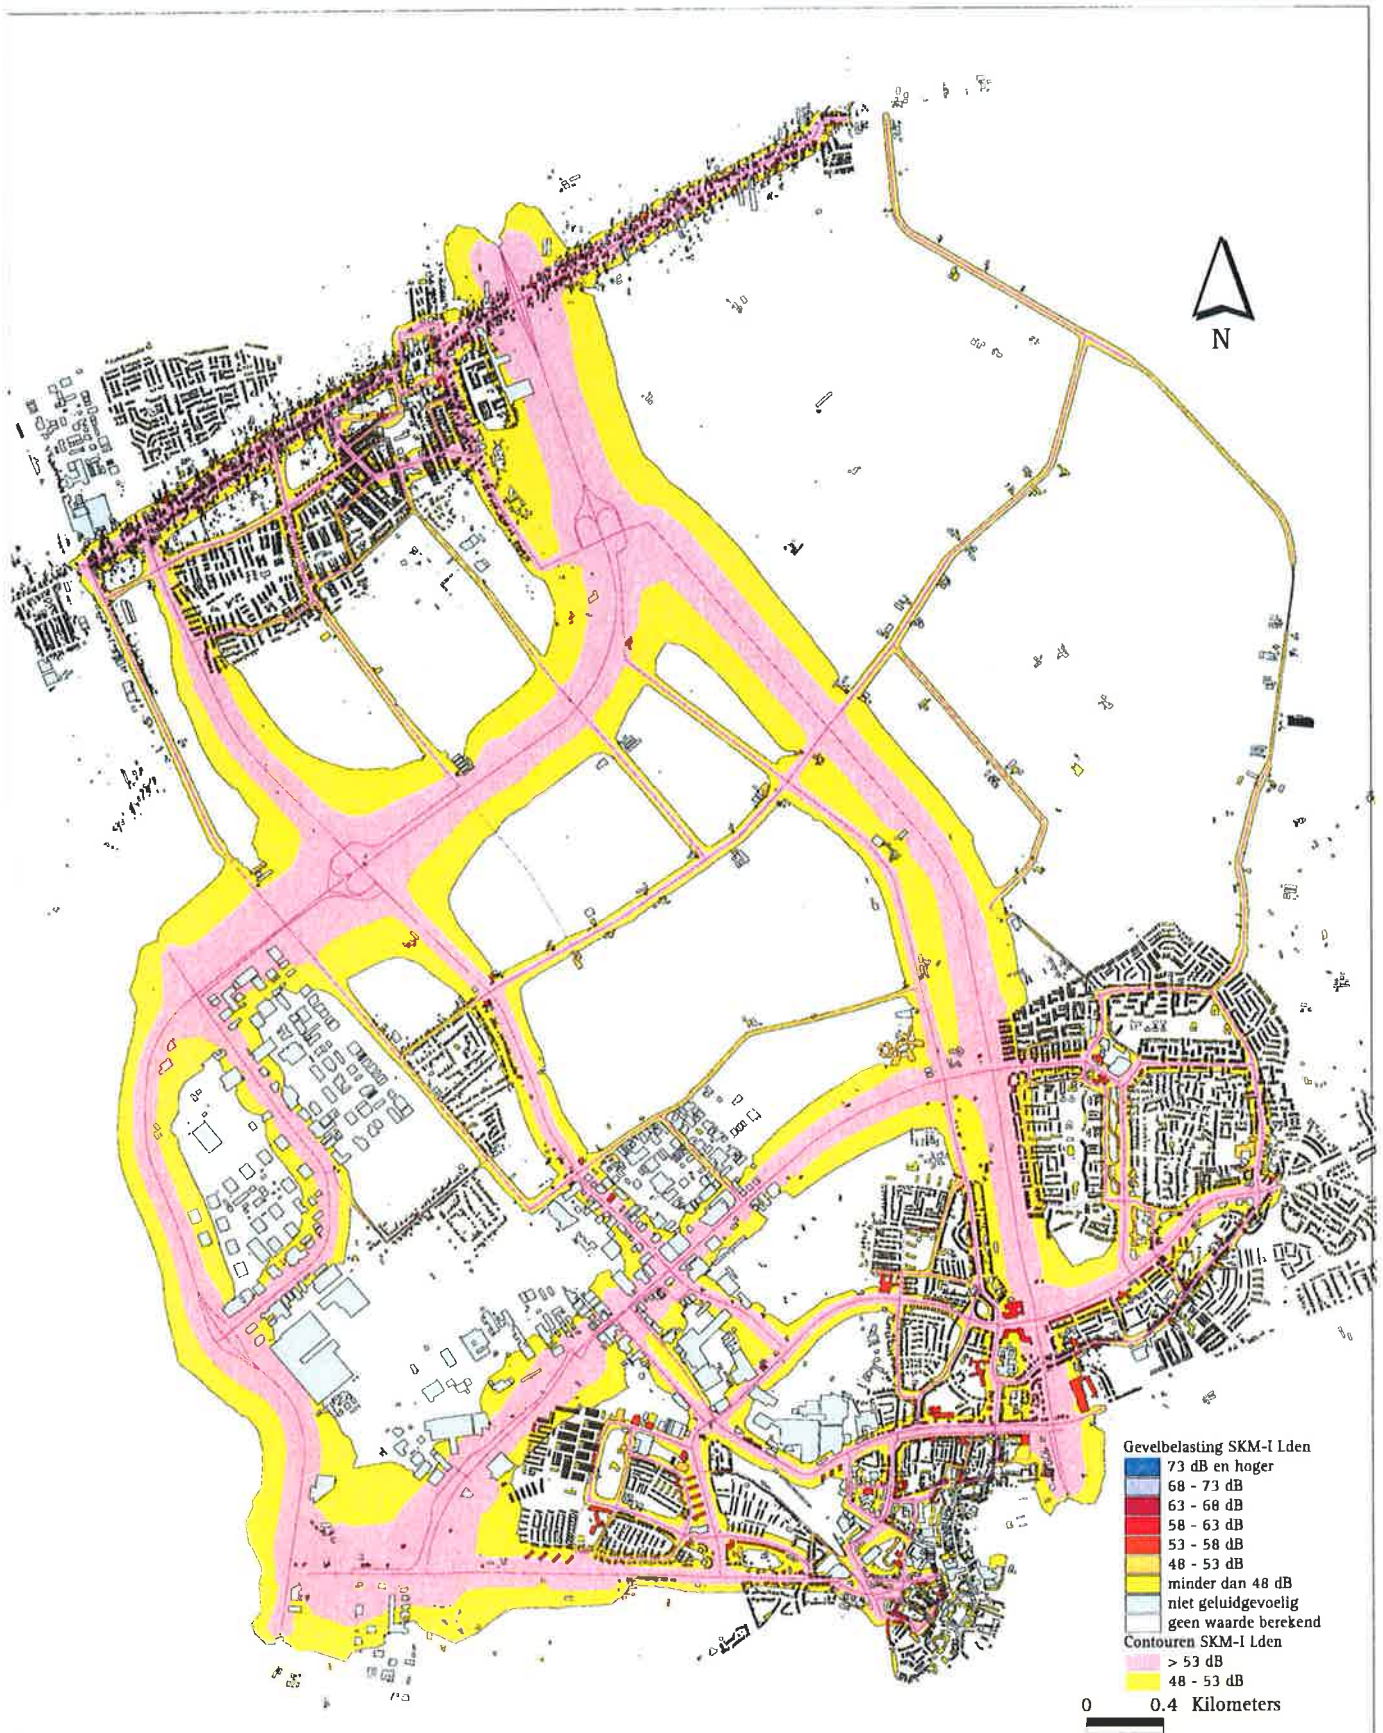 N
Gevelbelasting SKM-I Lden
73 dB en hoger
68 - 73 dB
63 - 68 dB
58 - 63 dB
53 - 58 dB
48 - 53 dB
minder dan 48 dB
niet geluidgevoelig
geen waarde berekend
Contouren SKM-I Lden
> 53 dB
48 - 53 dB
0 0.4 Kilometers